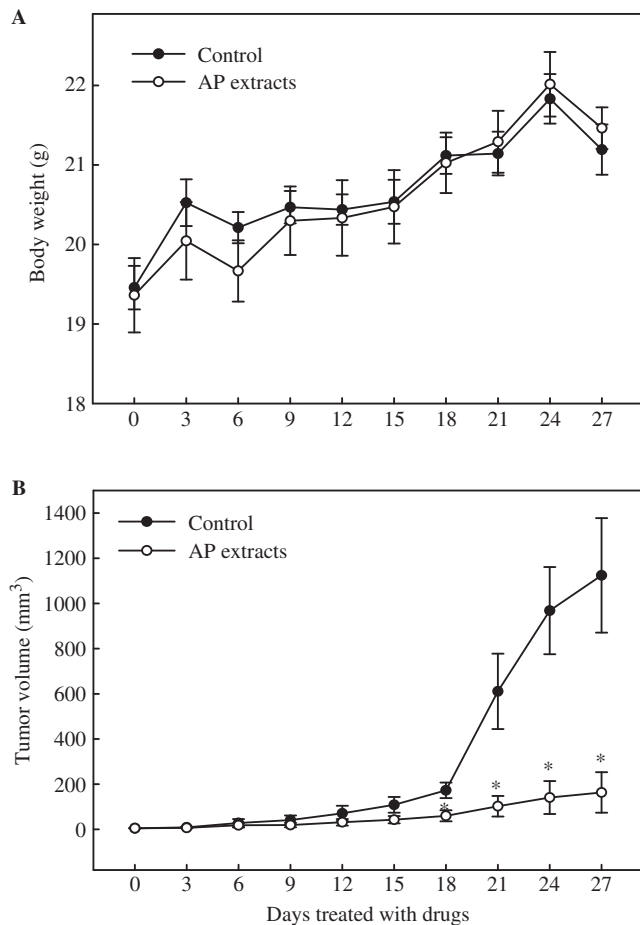 A
Control
AP extracts
22
21
20
19
18
Body weight (g)
0 3 6 9 12 15 18 21 24 27
B
Control
AP extracts
1400
1200
1000
800
600
400
200
0
Tumor volume (mm³)
*
*
*
*
0 3 6 9 12 15 18 21 24 27
Days treated with drugs